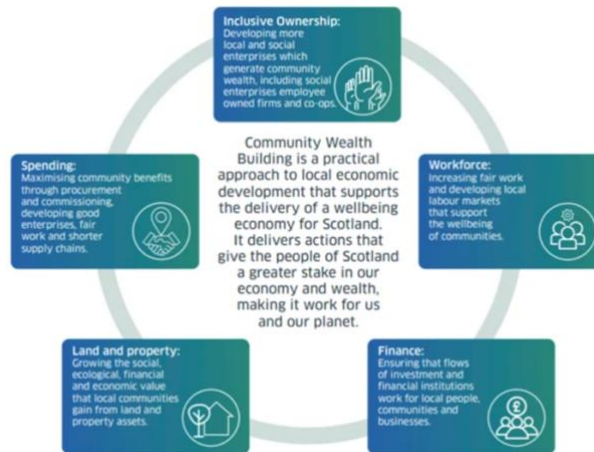 Inclusive Ownership:
Developing more
local and social
enterprises which
generate community
wealth, including social
enterprises employee
owned firms and co-ops.
Spending:
Maximising community benefits
through procurement
and commissioning,
developing good
enterprises, fair
work and shorter
supply chains.
Community Wealth
Building is a practical
approach to local economic
development that supports
the delivery of a wellbeing
economy for Scotland.
It delivers actions that
give the people of Scotland
a greater stake in our
economy and wealth,
making it work for us
and our planet.
Workforce:
Increasing fair work
and developing local
labour markets
that support
the wellbeing
of communities.
Land and property:
Growing the social,
ecological, financial
and economic value
that local communities
gain from land and
property assets.
Finance:
Ensuring that flows
of investment and
financial institutions
work for local people,
communities and
businesses.
£